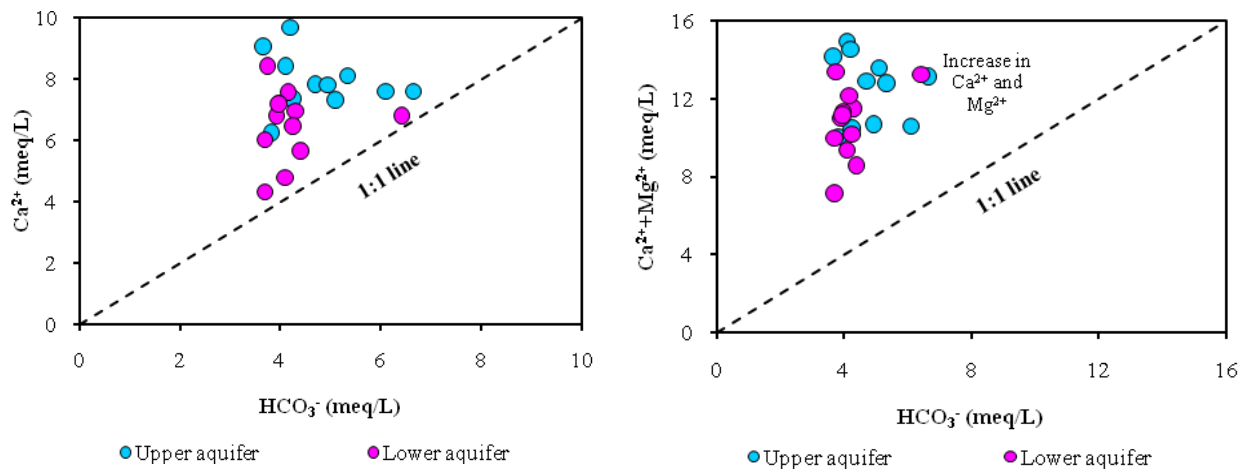 10
8
6
4
2
0
Ca²⁺ (meq/L)
1:1 line
0 2 4 6 8 10
HCO₃⁻ (meq/L)
Upper aquifer Lower aquifer
16
12
8
4
0
Ca²⁺+Mg²⁺ (meq/L)
Increase in
Ca²⁺ and
Mg²⁺
1:1 line
0 4 8 12 16
HCO₃⁻ (meq/L)
Upper aquifer Lower aquifer